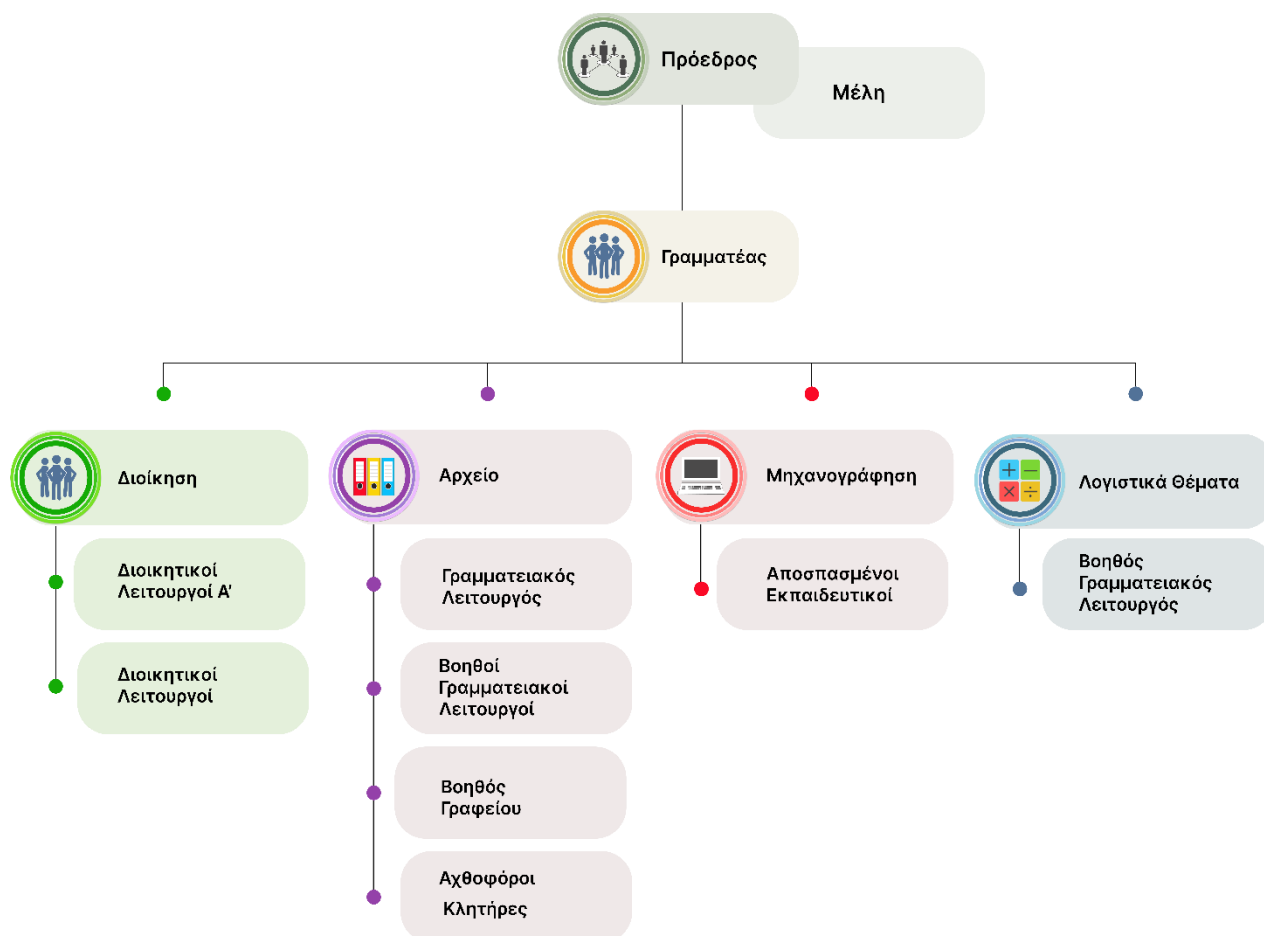 Πρόεδρος
Μέλη
Γραμματέας
Διοίκηση
Διοικητικοί
Λειτουργοί Α'
Διοικητικοί
Λειτουργοί
Αρχείο
Γραμματειακός
Λειτουργός
Βοηθοί
Γραμματειακοί
Λειτουργοί
Βοηθός
Γραφείου
Αχθοφόροι
Κλητήρες
Μηχανογράφηση
Αποσπασμένοι
Εκπαιδευτικοί
Λογιστικά Θέματα
Βοηθός
Γραμματειακός
Λειτουργός